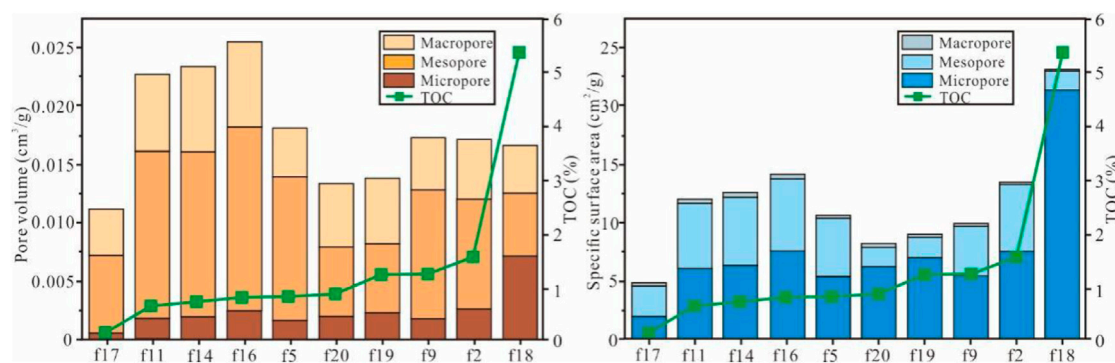 Pore volume (cm³/g)
0.025
0.020
0.015
0.010
0.005
0
Macropore
Mesopore
Micropore
TOC
6
5
4
3
2
1
0
TOC (%)
f17 f11 f14 f16 f5 f20 f19 f9 f2 f18
Specific surface area (cm²/g)
25
30
15
10
5
0
Macropore
Mesopore
Micropore
TOC
6
5
4
3
2
1
0
TOC (%)
f17 f11 f14 f16 f5 f20 f19 f9 f2 f18